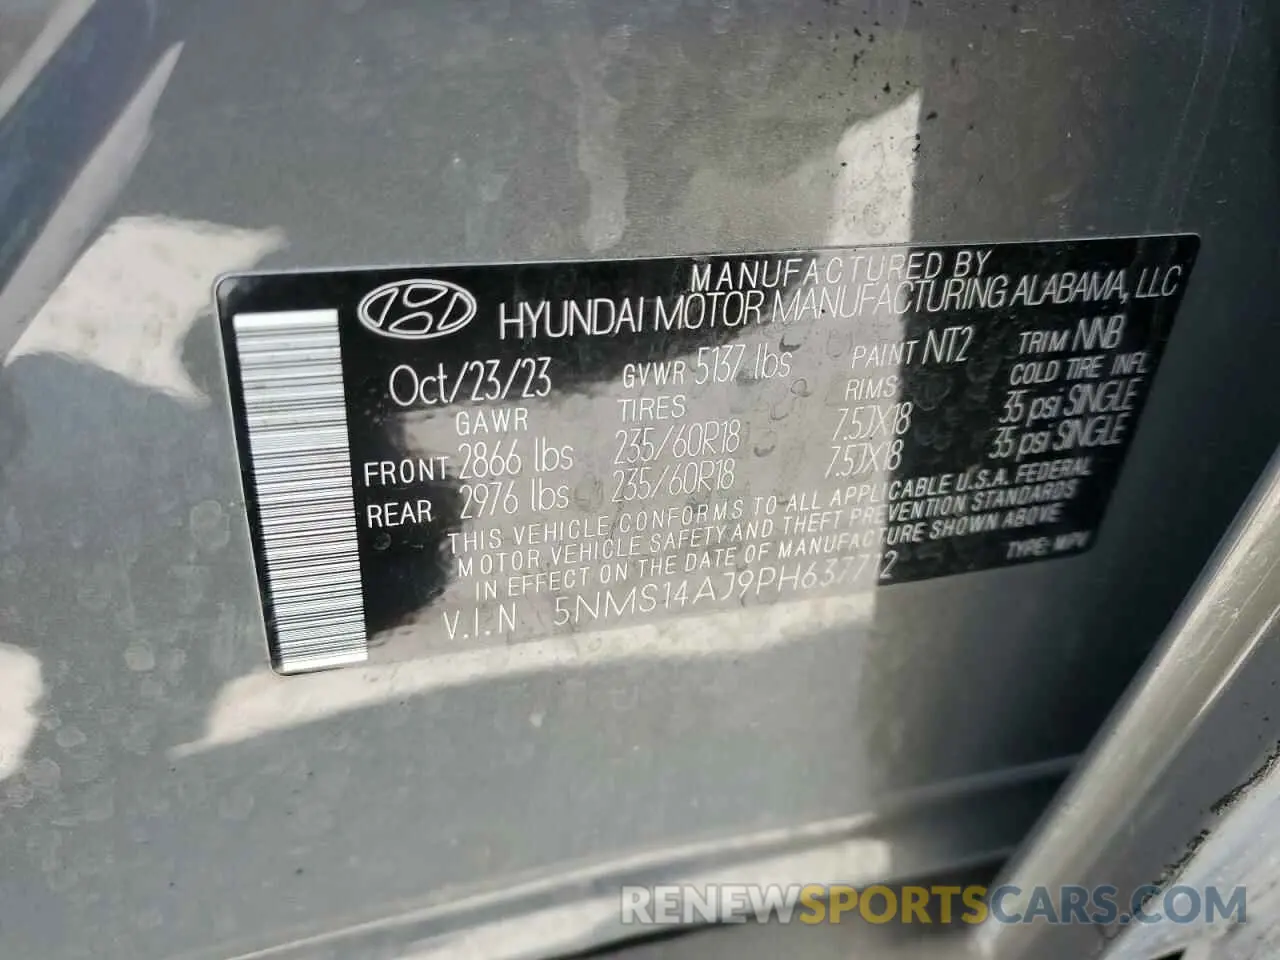 MANUFACTURED BY
HYUNDAI MOTOR MANUFACTURING ALABAMA, LLC
Oct/23/23 GVWR 5137 lbs PAINT NT2 TRIM NNB
GAWR TIRES RIMS COLD TIRE INFL
FRONT 2866 lbs 235/60R18 7.5JX18 35 psi SINGLE
REAR 2976 lbs 235/60R18 7.5JX18 35 psi SINGLE
THIS VEHICLE CONFORMS TO ALL APPLICABLE U.S.A. FEDERAL
MOTOR VEHICLE SAFETY AND THEFT PREVENTION STANDARDS
IN EFFECT ON THE DATE OF MANUFACTURE SHOWN ABOVE
V.I.N 5NMS14AJ9PH637712 TYPE: MPV
RENEWSPORTSCARS.COM